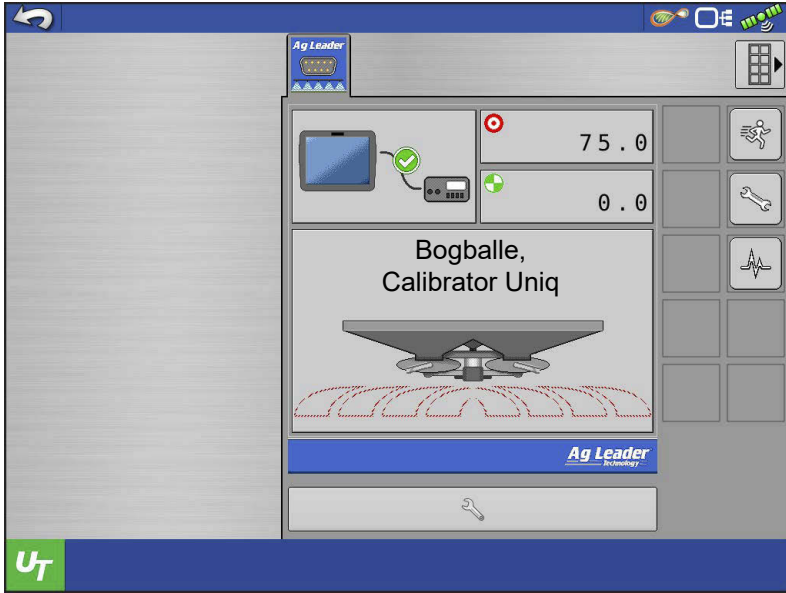 Ag Leader
75.0
0.0
Bogballe,
Calibrator Uniq
Ag Leader
Technology
UT